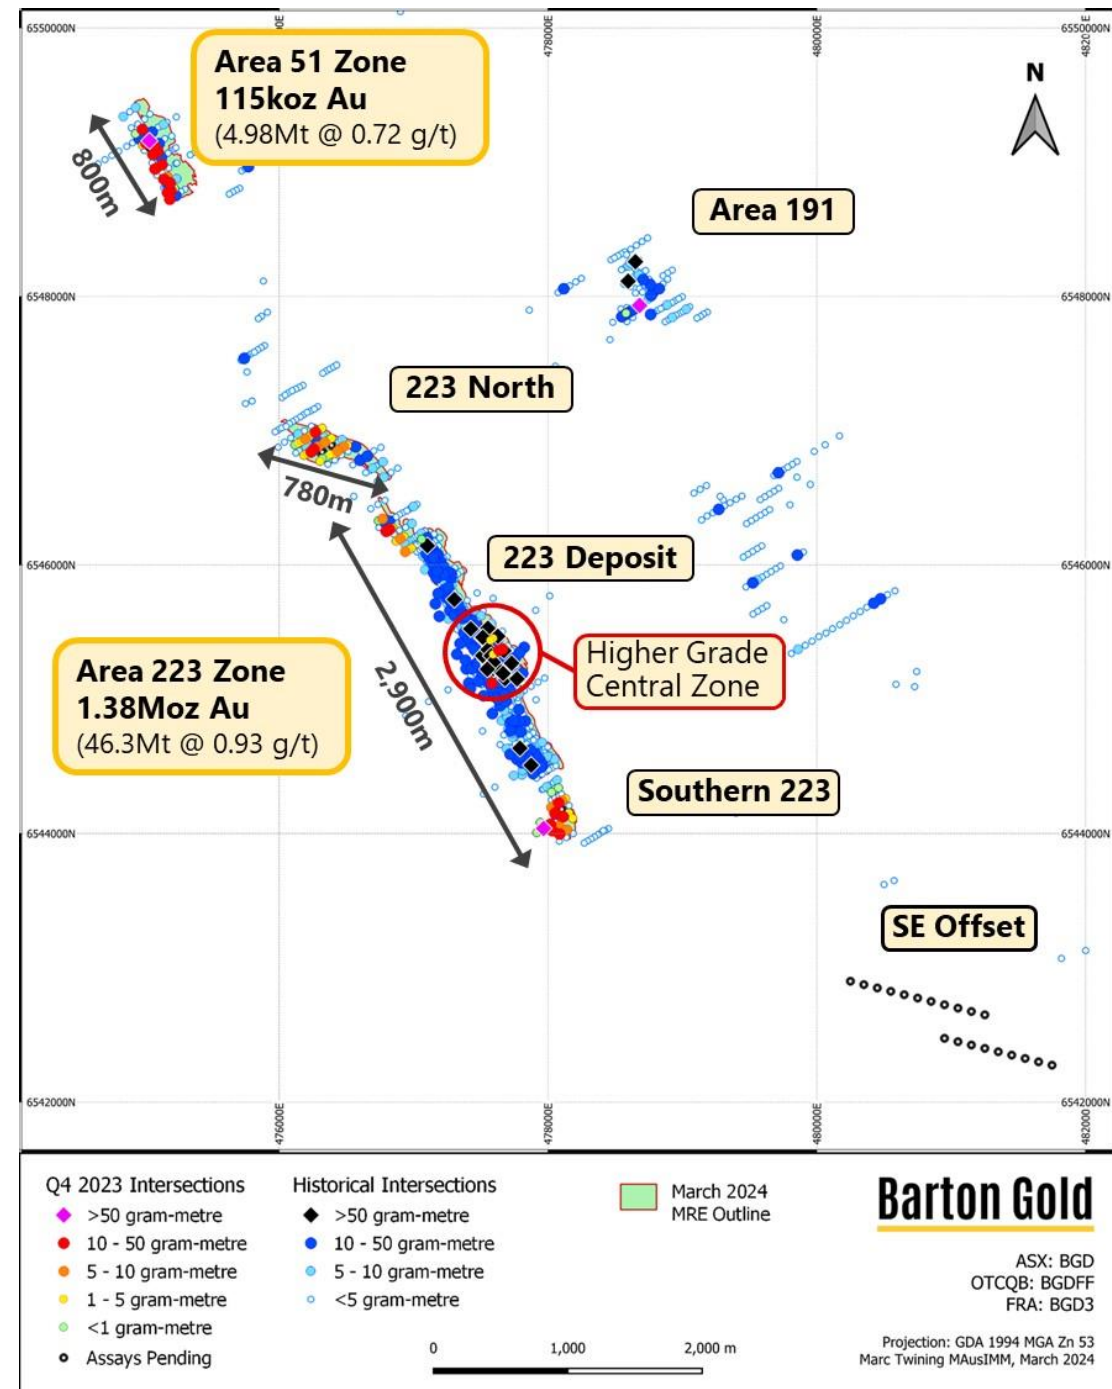 6550000N
478000E
480000E
482000E
6550000N
Area 51 Zone
115koz Au
(4.98Mt @ 0.72 g/t)
N
800m
Area 191
6548000N
6548000N
223 North
780m
223 Deposit
6546000N
6546000N
Higher Grade
Central Zone
Area 223 Zone
1.38Moz Au
(46.3Mt @ 0.93 g/t)
2,900m
Southern 223
6544000N
6544000N
SE Offset
6542000N
6542000N
476000E
478000E
480000E
482000E
Q4 2023 Intersections
>50 gram-metre
10 - 50 gram-metre
5 - 10 gram-metre
1 - 5 gram-metre
<1 gram-metre
Assays Pending
Historical Intersections
>50 gram-metre
10 - 50 gram-metre
5 - 10 gram-metre
<5 gram-metre
March 2024
MRE Outline
0 1,000 2,000 m
Barton Gold
ASX: BGD
OTCQB: BGDFF
FRA: BGD3
Projection: GDA 1994 MGA Zn 53
Marc Twining MAusIMM, March 2024